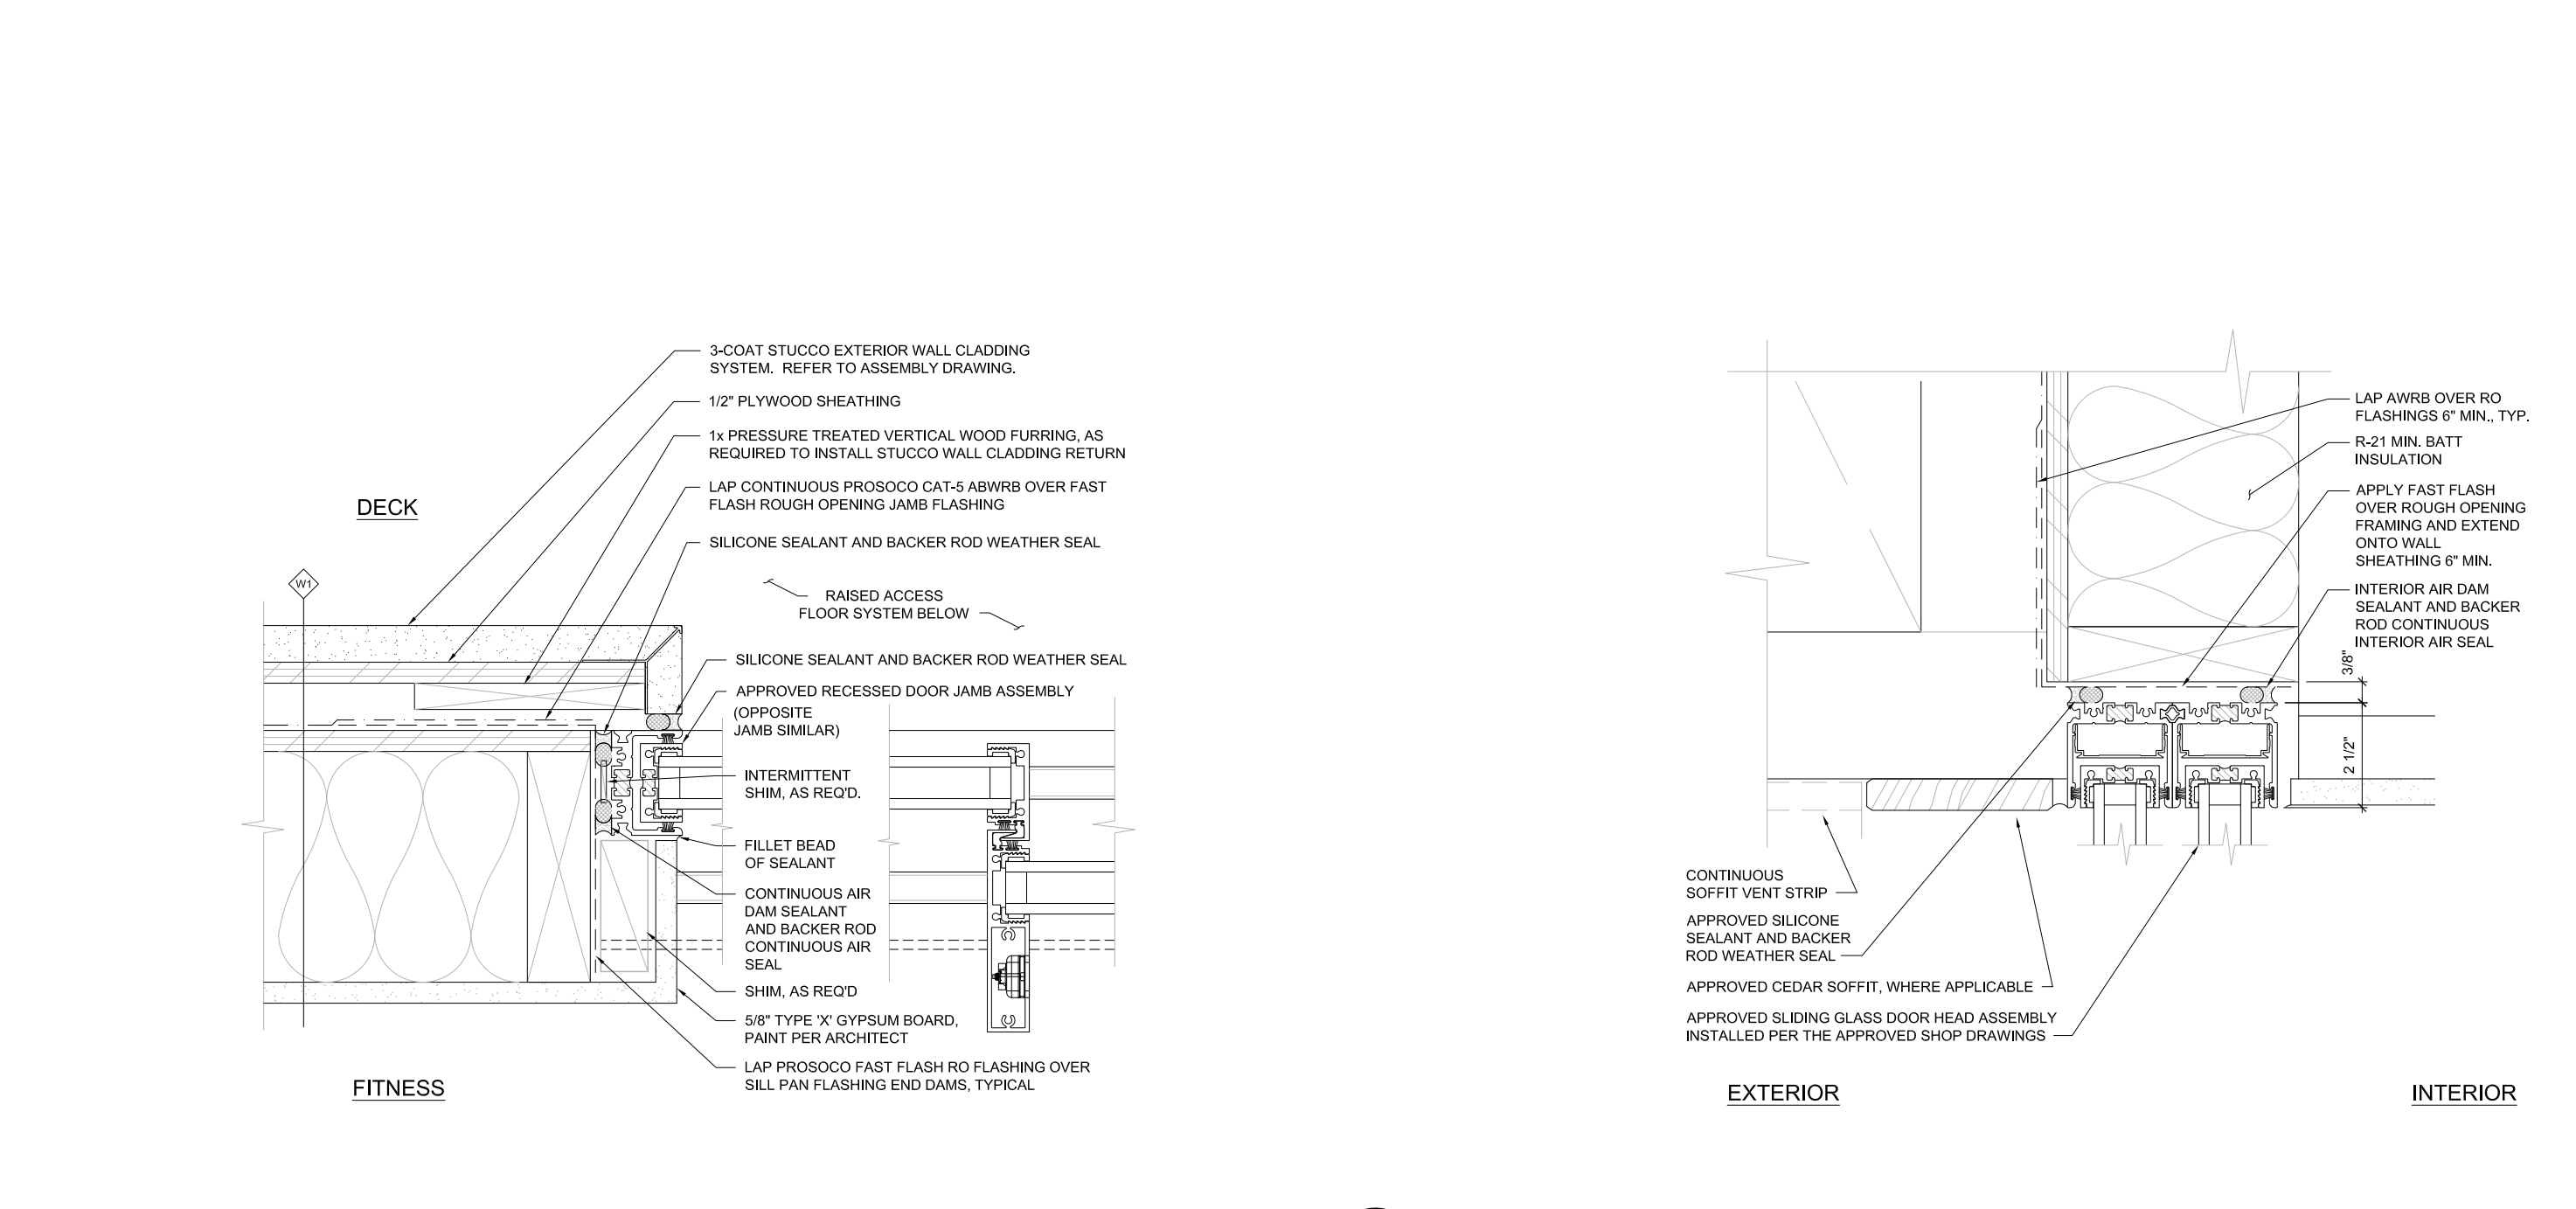 3-COAT STUCCO EXTERIOR WALL CLADDING
SYSTEM.  REFER TO ASSEMBLY DRAWING.
1/2" PLYWOOD SHEATHING
1x PRESSURE TREATED VERTICAL WOOD FURRING, AS
REQUIRED TO INSTALL STUCCO WALL CLADDING RETURN
LAP CONTINUOUS PROSOCO CAT-5 ABWRB OVER FAST
FLASH ROUGH OPENING JAMB FLASHING
DECK
SILICONE SEALANT AND BACKER ROD WEATHER SEAL
W1
RAISED ACCESS
FLOOR SYSTEM BELOW
SILICONE SEALANT AND BACKER ROD WEATHER SEAL
APPROVED RECESSED DOOR JAMB ASSEMBLY
(OPPOSITE
JAMB SIMILAR)
INTERMITTENT
SHIM, AS REQ'D.
FILLET BEAD
OF SEALANT
CONTINUOUS AIR
DAM SEALANT
AND BACKER ROD
CONTINUOUS AIR
SEAL
SHIM, AS REQ'D
5/8" TYPE 'X' GYPSUM BOARD,
PAINT PER ARCHITECT
LAP PROSOCO FAST FLASH RO FLASHING OVER
SILL PAN FLASHING END DAMS, TYPICAL
FITNESS
LAP AWRB OVER RO
FLASHINGS 6" MIN., TYP.
R-21 MIN. BATT
INSULATION
APPLY FAST FLASH
OVER ROUGH OPENING
FRAMING AND EXTEND
ONTO WALL
SHEATHING 6" MIN.
INTERIOR AIR DAM
SEALANT AND BACKER
ROD CONTINUOUS
INTERIOR AIR SEAL
3/8"
2 1/2"
CONTINUOUS
SOFFIT VENT STRIP
APPROVED SILICONE
SEALANT AND BACKER
ROD WEATHER SEAL
APPROVED CEDAR SOFFIT, WHERE APPLICABLE
APPROVED SLIDING GLASS DOOR HEAD ASSEMBLY
INSTALLED PER THE APPROVED SHOP DRAWINGS
EXTERIOR
INTERIOR